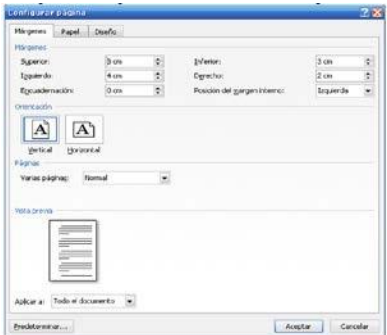 Configurar página
Márgenes Papel Diseño
Márgenes
Superior: 3 cm Inferior: 3 cm
Izquierdo: 4 cm Derecho: 2 cm
Encuadernación: 0 cm Posición del margen interno: Izquierda
Orientación
A A
Vertical Horizontal
Páginas
Varias páginas: Normal
Vista previa
Aplicar a: Todo el documento
Predeterminar... Aceptar Cancelar